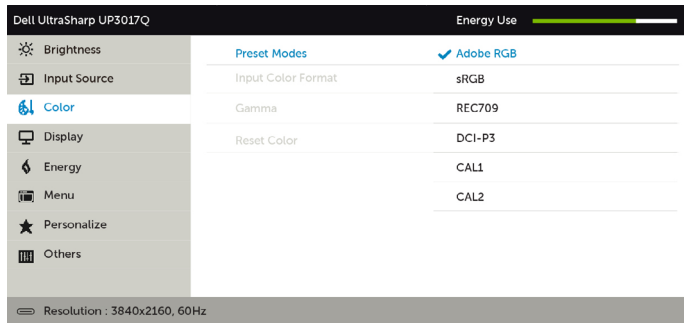 Dell UltraSharp UP3017Q Energy Use
Brightness Preset Modes Adobe RGB
Input Source Input Color Format sRGB
Color Gamma REC709
Display Reset Color DCI-P3
Energy CAL1
Menu CAL2
Personalize
Others
Resolution : 3840x2160, 60Hz